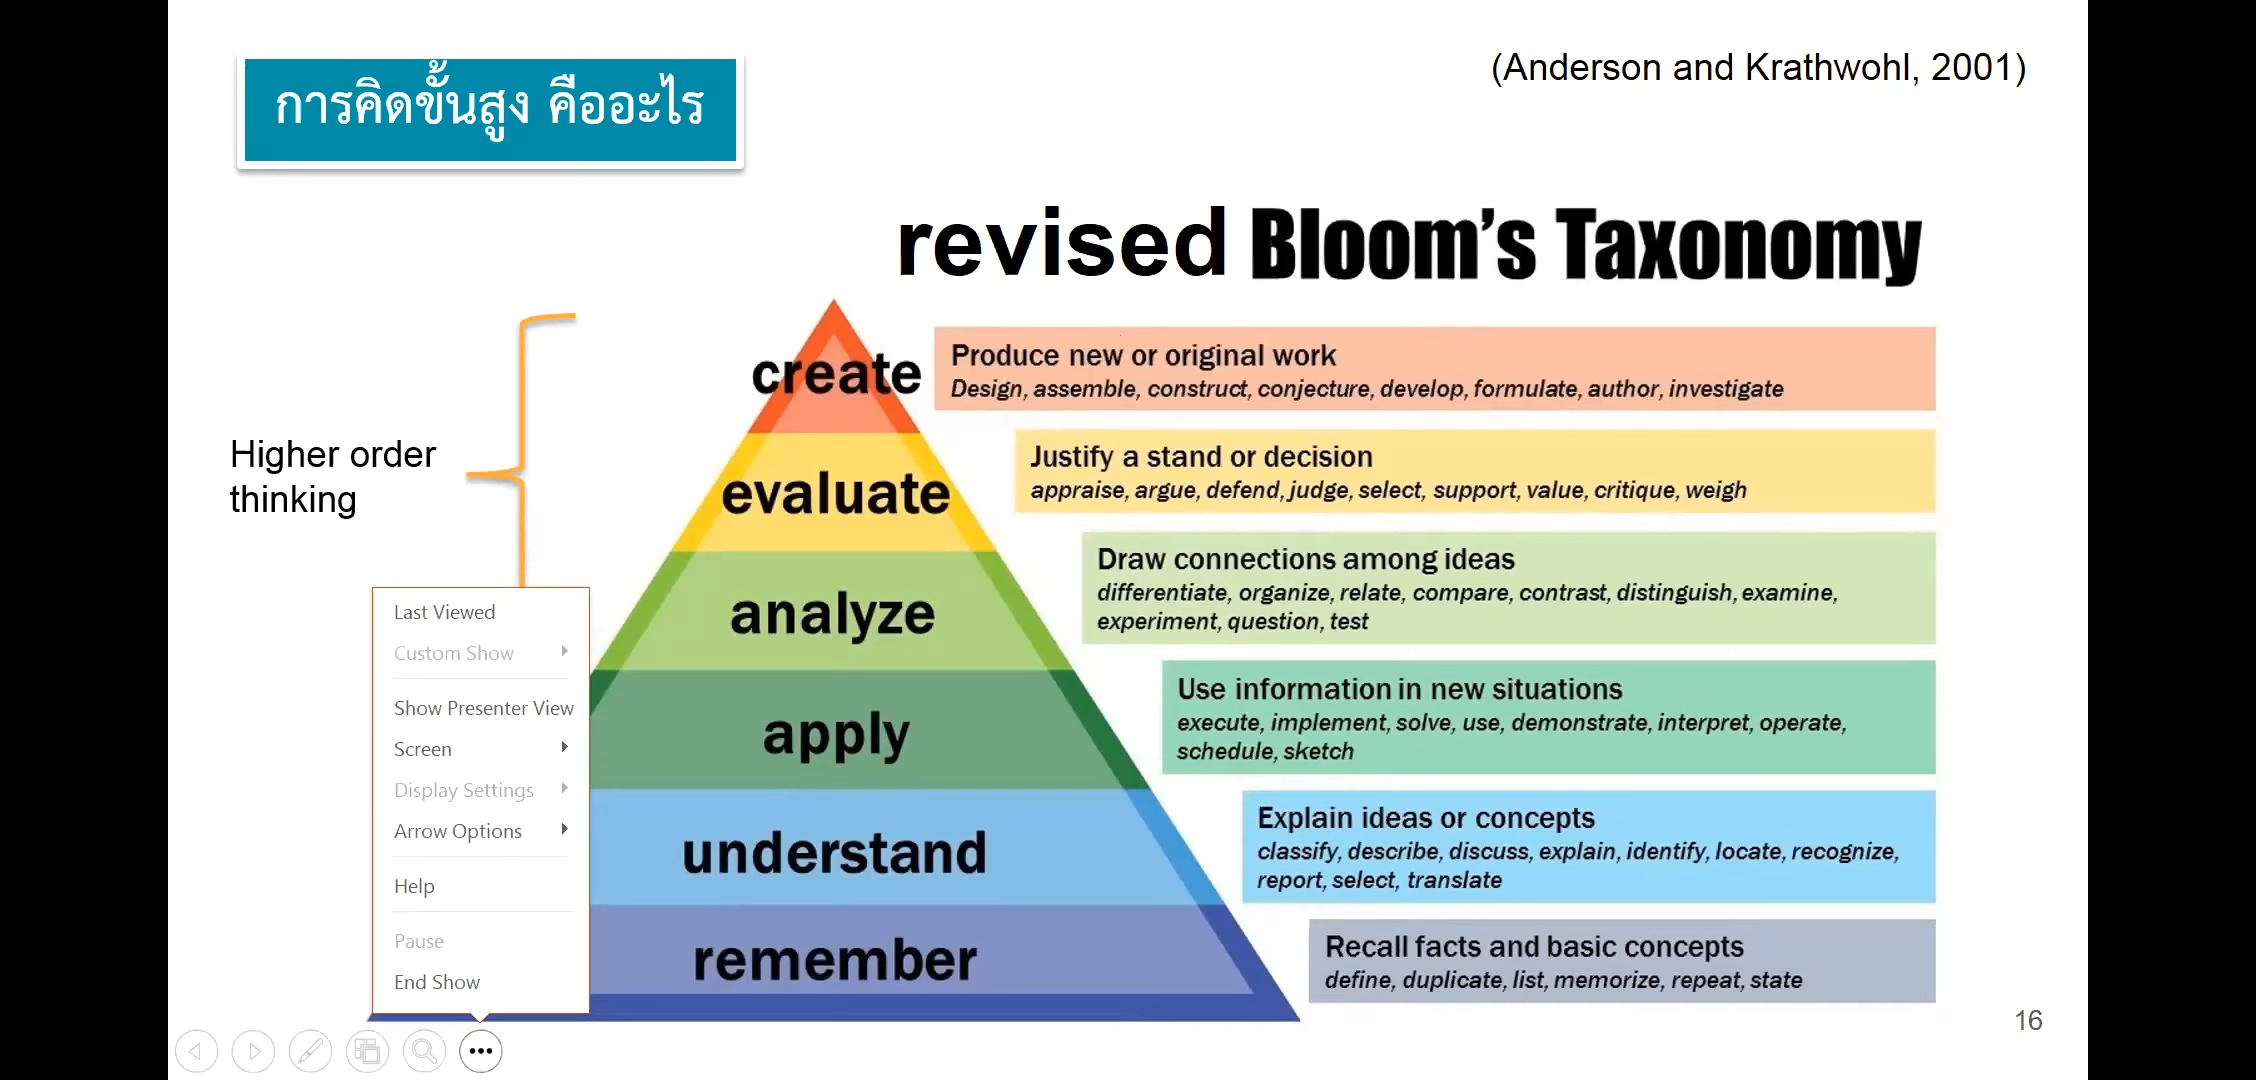 การคิดขั้นสูง คืออะไร
(Anderson and Krathwohl, 2001)
revised Bloom's Taxonomy
Higher order
thinking
create
Produce new or original work
Design, assemble, construct, conjecture, develop, formulate, author, investigate
evaluate
Justify a stand or decision
appraise, argue, defend, judge, select, support, value, critique, weigh
analyze
Draw connections among ideas
differentiate, organize, relate, compare, contrast, distinguish, examine,
experiment, question, test
apply
Use information in new situations
execute, implement, solve, use, demonstrate, interpret, operate,
schedule, sketch
understand
Explain ideas or concepts
classify, describe, discuss, explain, identify, locate, recognize,
report, select, translate
remember
Recall facts and basic concepts
define, duplicate, list, memorize, repeat, state
Last Viewed
Custom Show
Show Presenter View
Screen
Display Settings
Arrow Options
Help
Pause
End Show
16